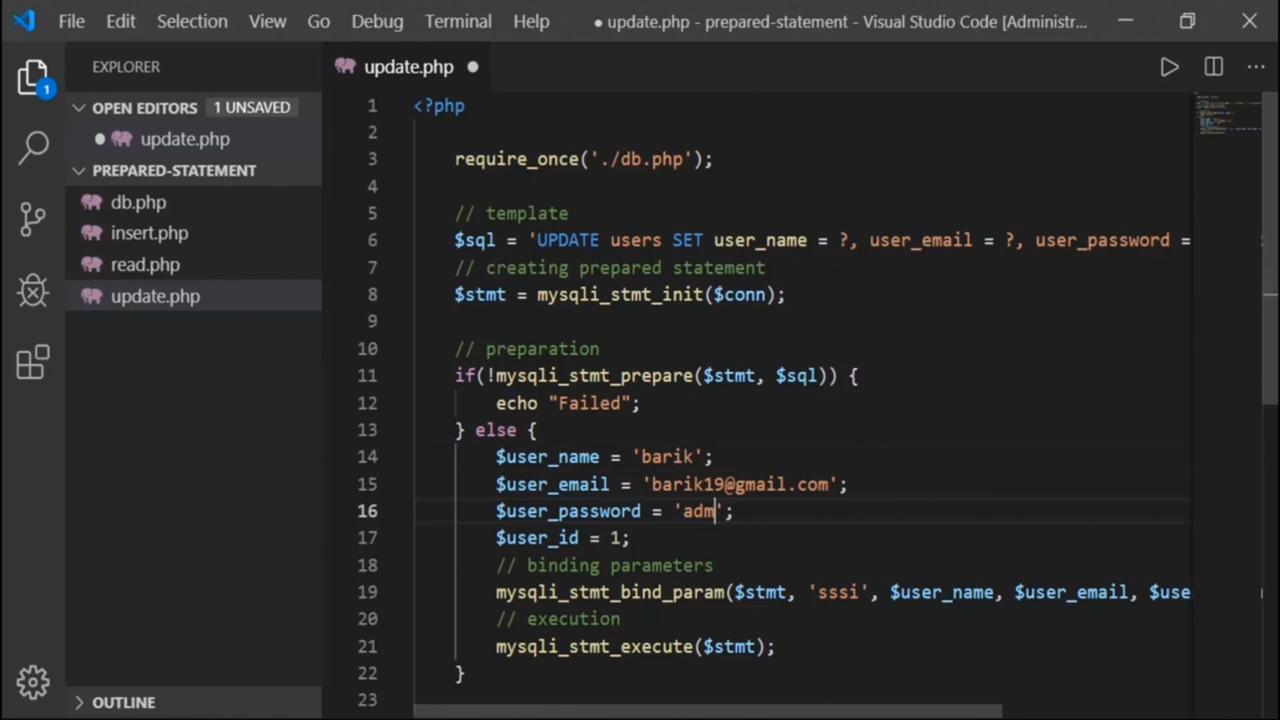 File Edit Selection View Go Debug Terminal Help ● update.php - prepared-statement - Visual Studio Code [Administr...
EXPLORER
1
OPEN EDITORS 1 UNSAVED
update.php
PREPARED-STATEMENT
db.php
insert.php
read.php
update.php
OUTLINE
update.php
1 <?php
2
3 require_once('./db.php');
4
5 // template
6 $sql = 'UPDATE users SET user_name = ?, user_email = ?, user_password =
7 // creating prepared statement
8 $stmt = mysqli_stmt_init($conn);
9
10 // preparation
11 if(!mysqli_stmt_prepare($stmt, $sql)) {
12 echo "Failed";
13 } else {
14 $user_name = 'barik';
15 $user_email = 'barik19@gmail.com';
16 $user_password = 'adm';
17 $user_id = 1;
18 // binding parameters
19 mysqli_stmt_bind_param($stmt, 'sssi', $user_name, $user_email, $use
20 // execution
21 mysqli_stmt_execute($stmt);
22 }
23